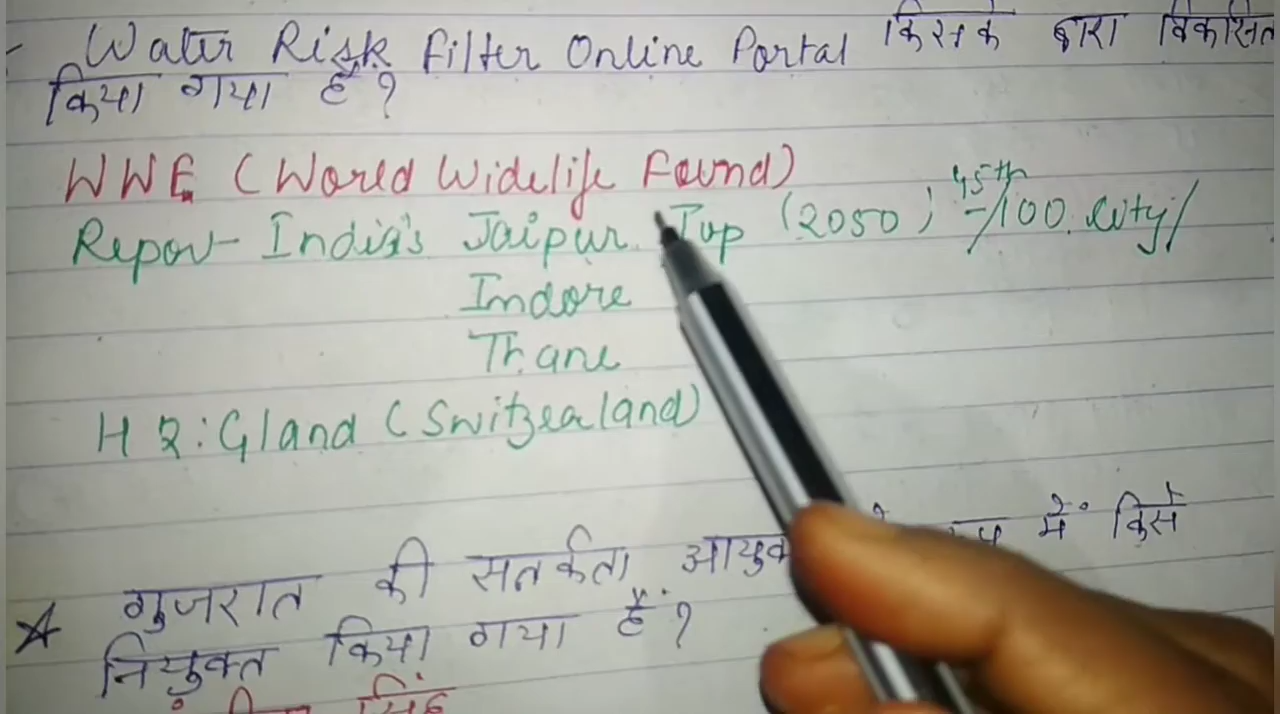 Water Risk Filter Online Portal किसके द्वारा विकसित
किया गया है?
WWF (World Widelife Found)
45th
Repor - India's Jaipur Top (2050) -/100 City/
Indore
Thane
HQ: Gland (Switzealand)
गुजरात की सतर्कता में किसे
नियुक्त किया गया है?
सिंह